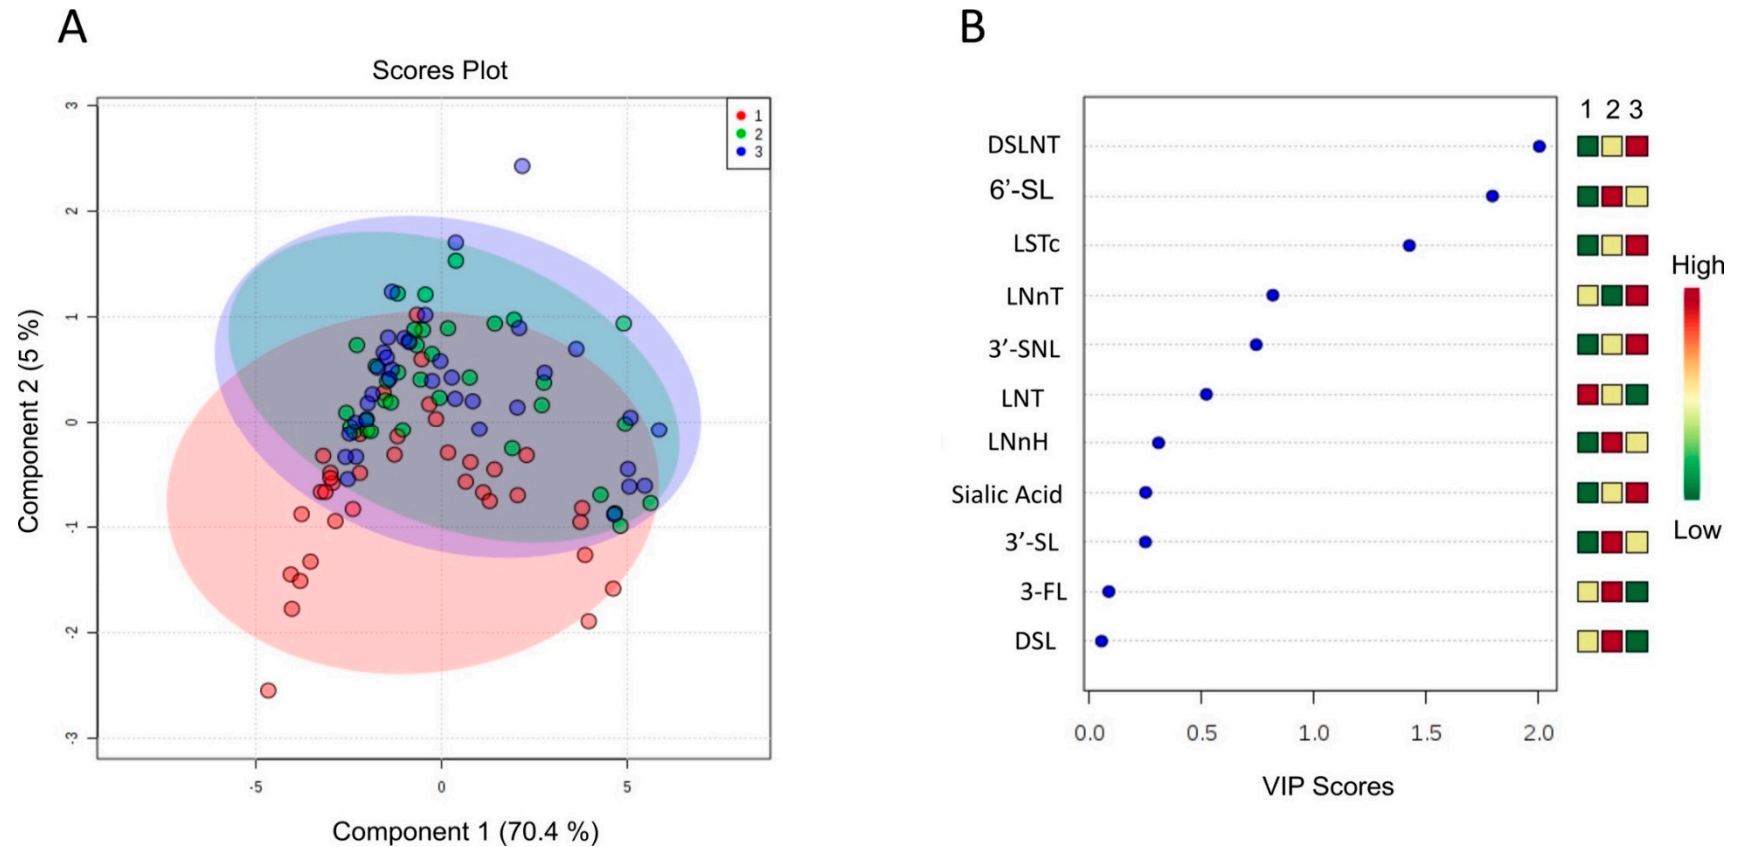 A
Scores Plot
3
2
1
0
-1
-2
-3
-5
0
5
1
2
3
Component 2 (5 %)
Component 1 (70.4 %)
B
1 2 3
DSLNT
6’-SL
LSTc
LNnT
3’-SNL
LNT
LNnH
Sialic Acid
3’-SL
3-FL
DSL
0.0
0.5
1.0
1.5
2.0
VIP Scores
High
Low